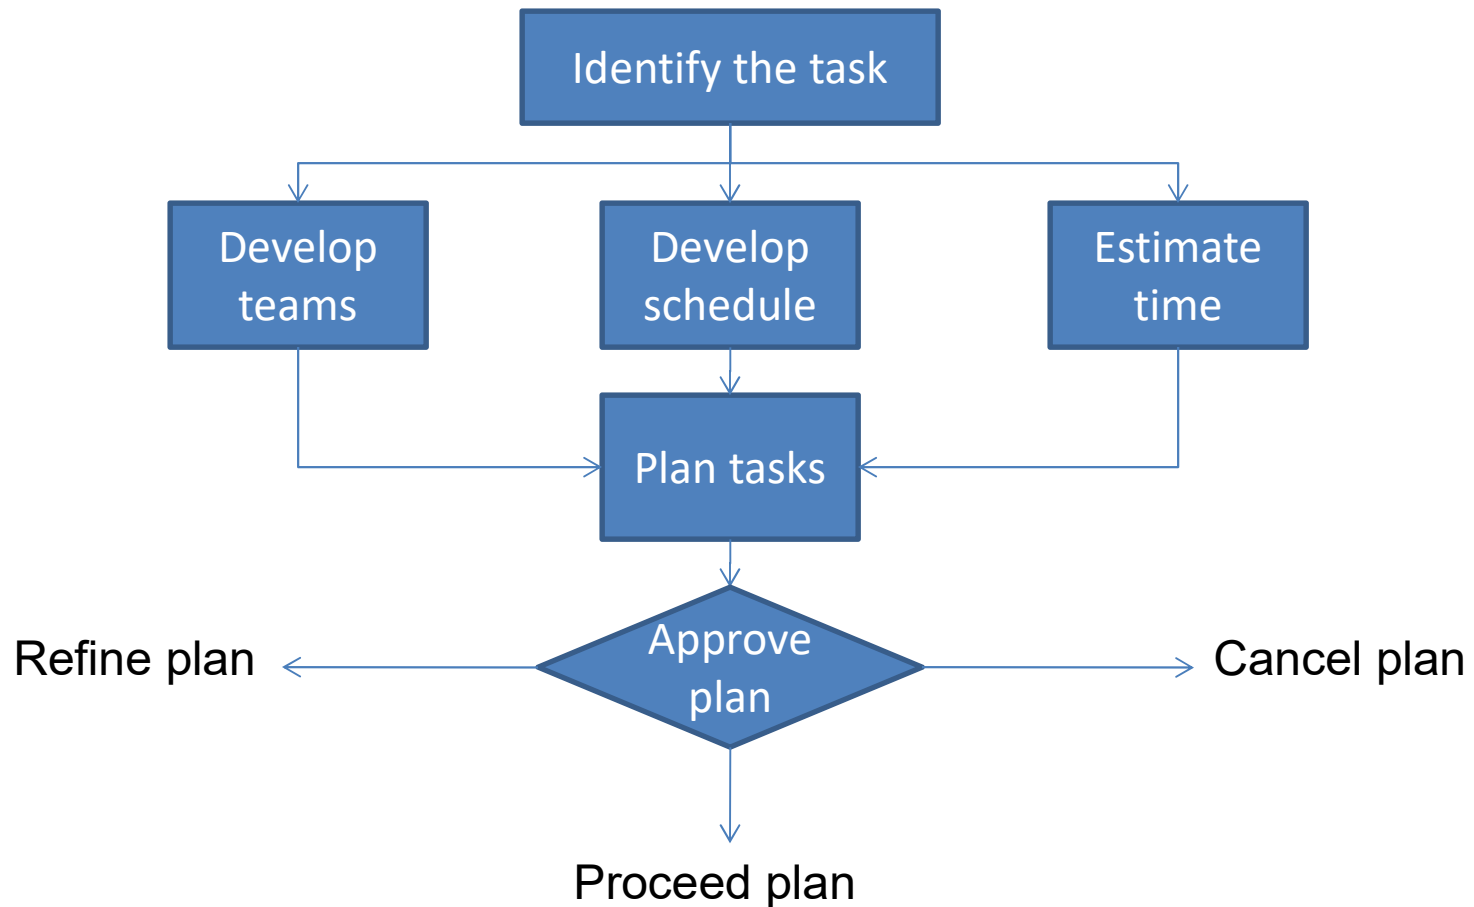 Identify the task
Develop
teams
Develop
schedule
Estimate
time
Plan tasks
Approve
plan
Refine plan
Cancel plan
Proceed plan